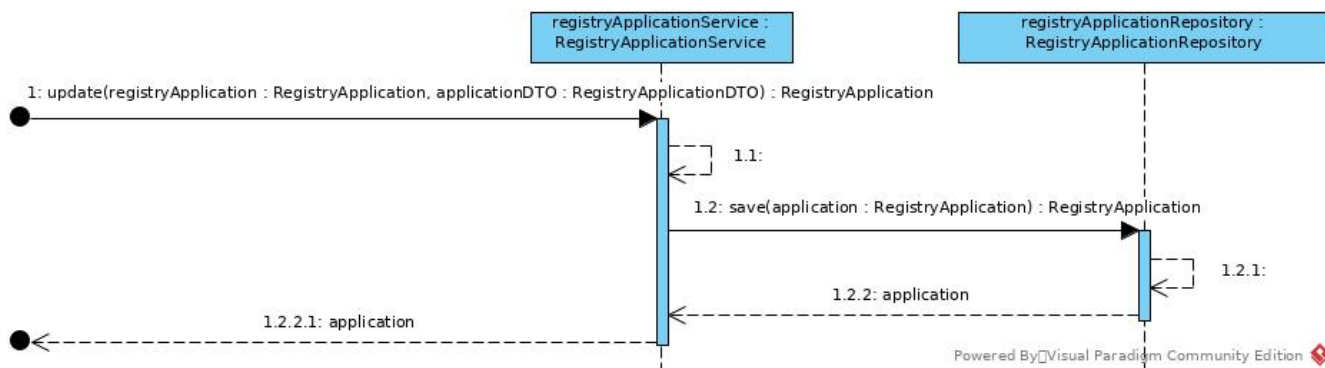 registryApplicationService :
RegistryApplicationService
registryApplicationRepository :
RegistryApplicationRepository
1: update(registryApplication : RegistryApplication, applicationDTO : RegistryApplicationDTO) : RegistryApplication
1.1:
1.2: save(application : RegistryApplication) : RegistryApplication
1.2.1:
1.2.2: application
1.2.2.1: application
Powered By Visual Paradigm Community Edition